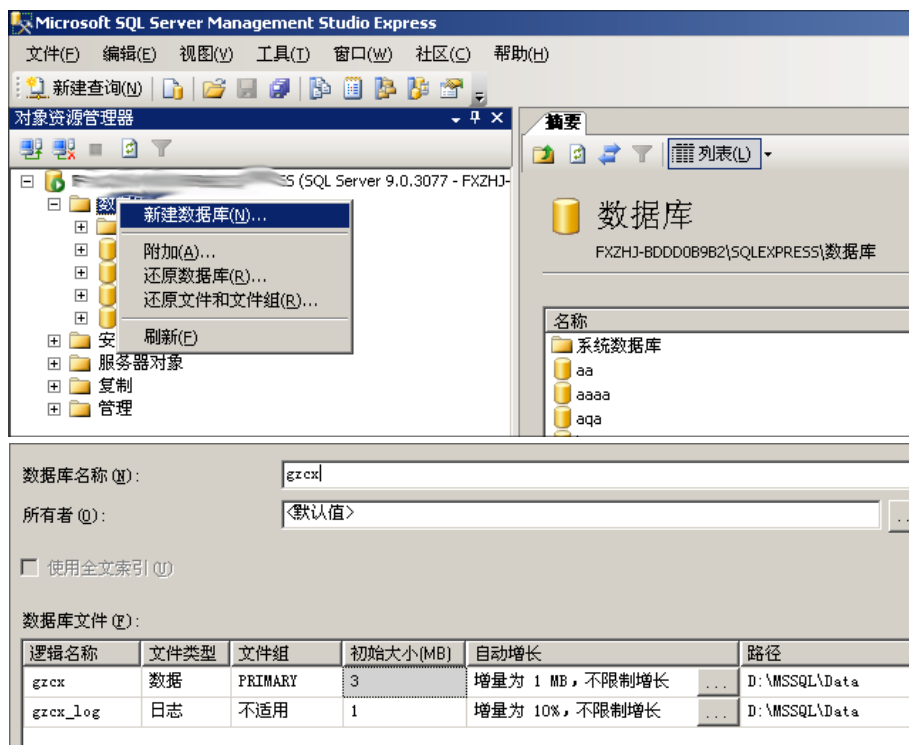 Microsoft SQL Server Management Studio Express
文件(F) 编辑(E) 视图(V) 工具(T) 窗口(W) 社区(C) 帮助(H)
新建查询(N)
对象资源管理器
摘要
列表(L)
(SQL Server 9.0.3077 - FXZHJ-
新建数据库(N)...
附加(A)...
还原数据库(R)...
还原文件和文件组(R)...
刷新(F)
安
服务器对象
复制
管理
数据库
FXZHJ-BDDD0B9B2\SQLEXPRESS\数据库
名称
系统数据库
aa
aaaa
aqa
数据库名称(N):
gzcx
所有者(O):
<默认值>
...
使用全文索引(U)
数据库文件(F):
逻辑名称 文件类型 文件组 初始大小(MB) 自动增长 路径
gzcx 数据 PRIMARY 3 增量为 1 MB，不限制增长 ... D:\MSSQL\Data
gzcx_log 日志 不适用 1 增量为 10%，不限制增长 ... D:\MSSQL\Data